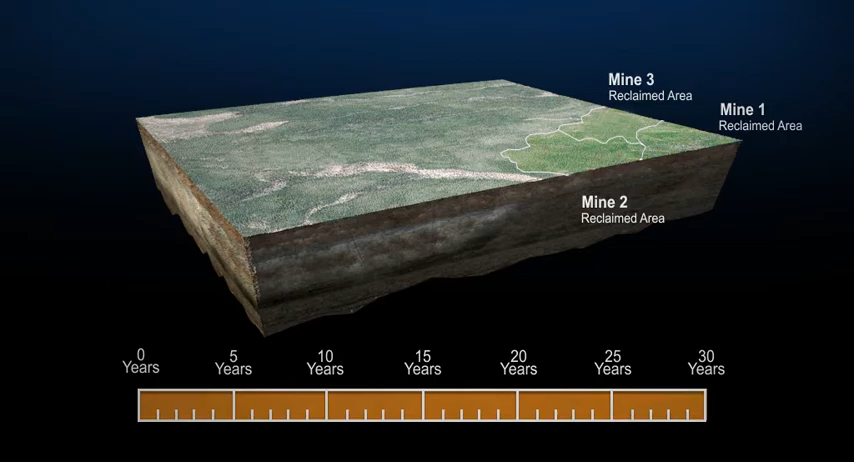 Mine 3
Reclaimed Area
Mine 1
Reclaimed Area
Mine 2
Reclaimed Area
0
Years
5
Years
10
Years
15
Years
20
Years
25
Years
30
Years